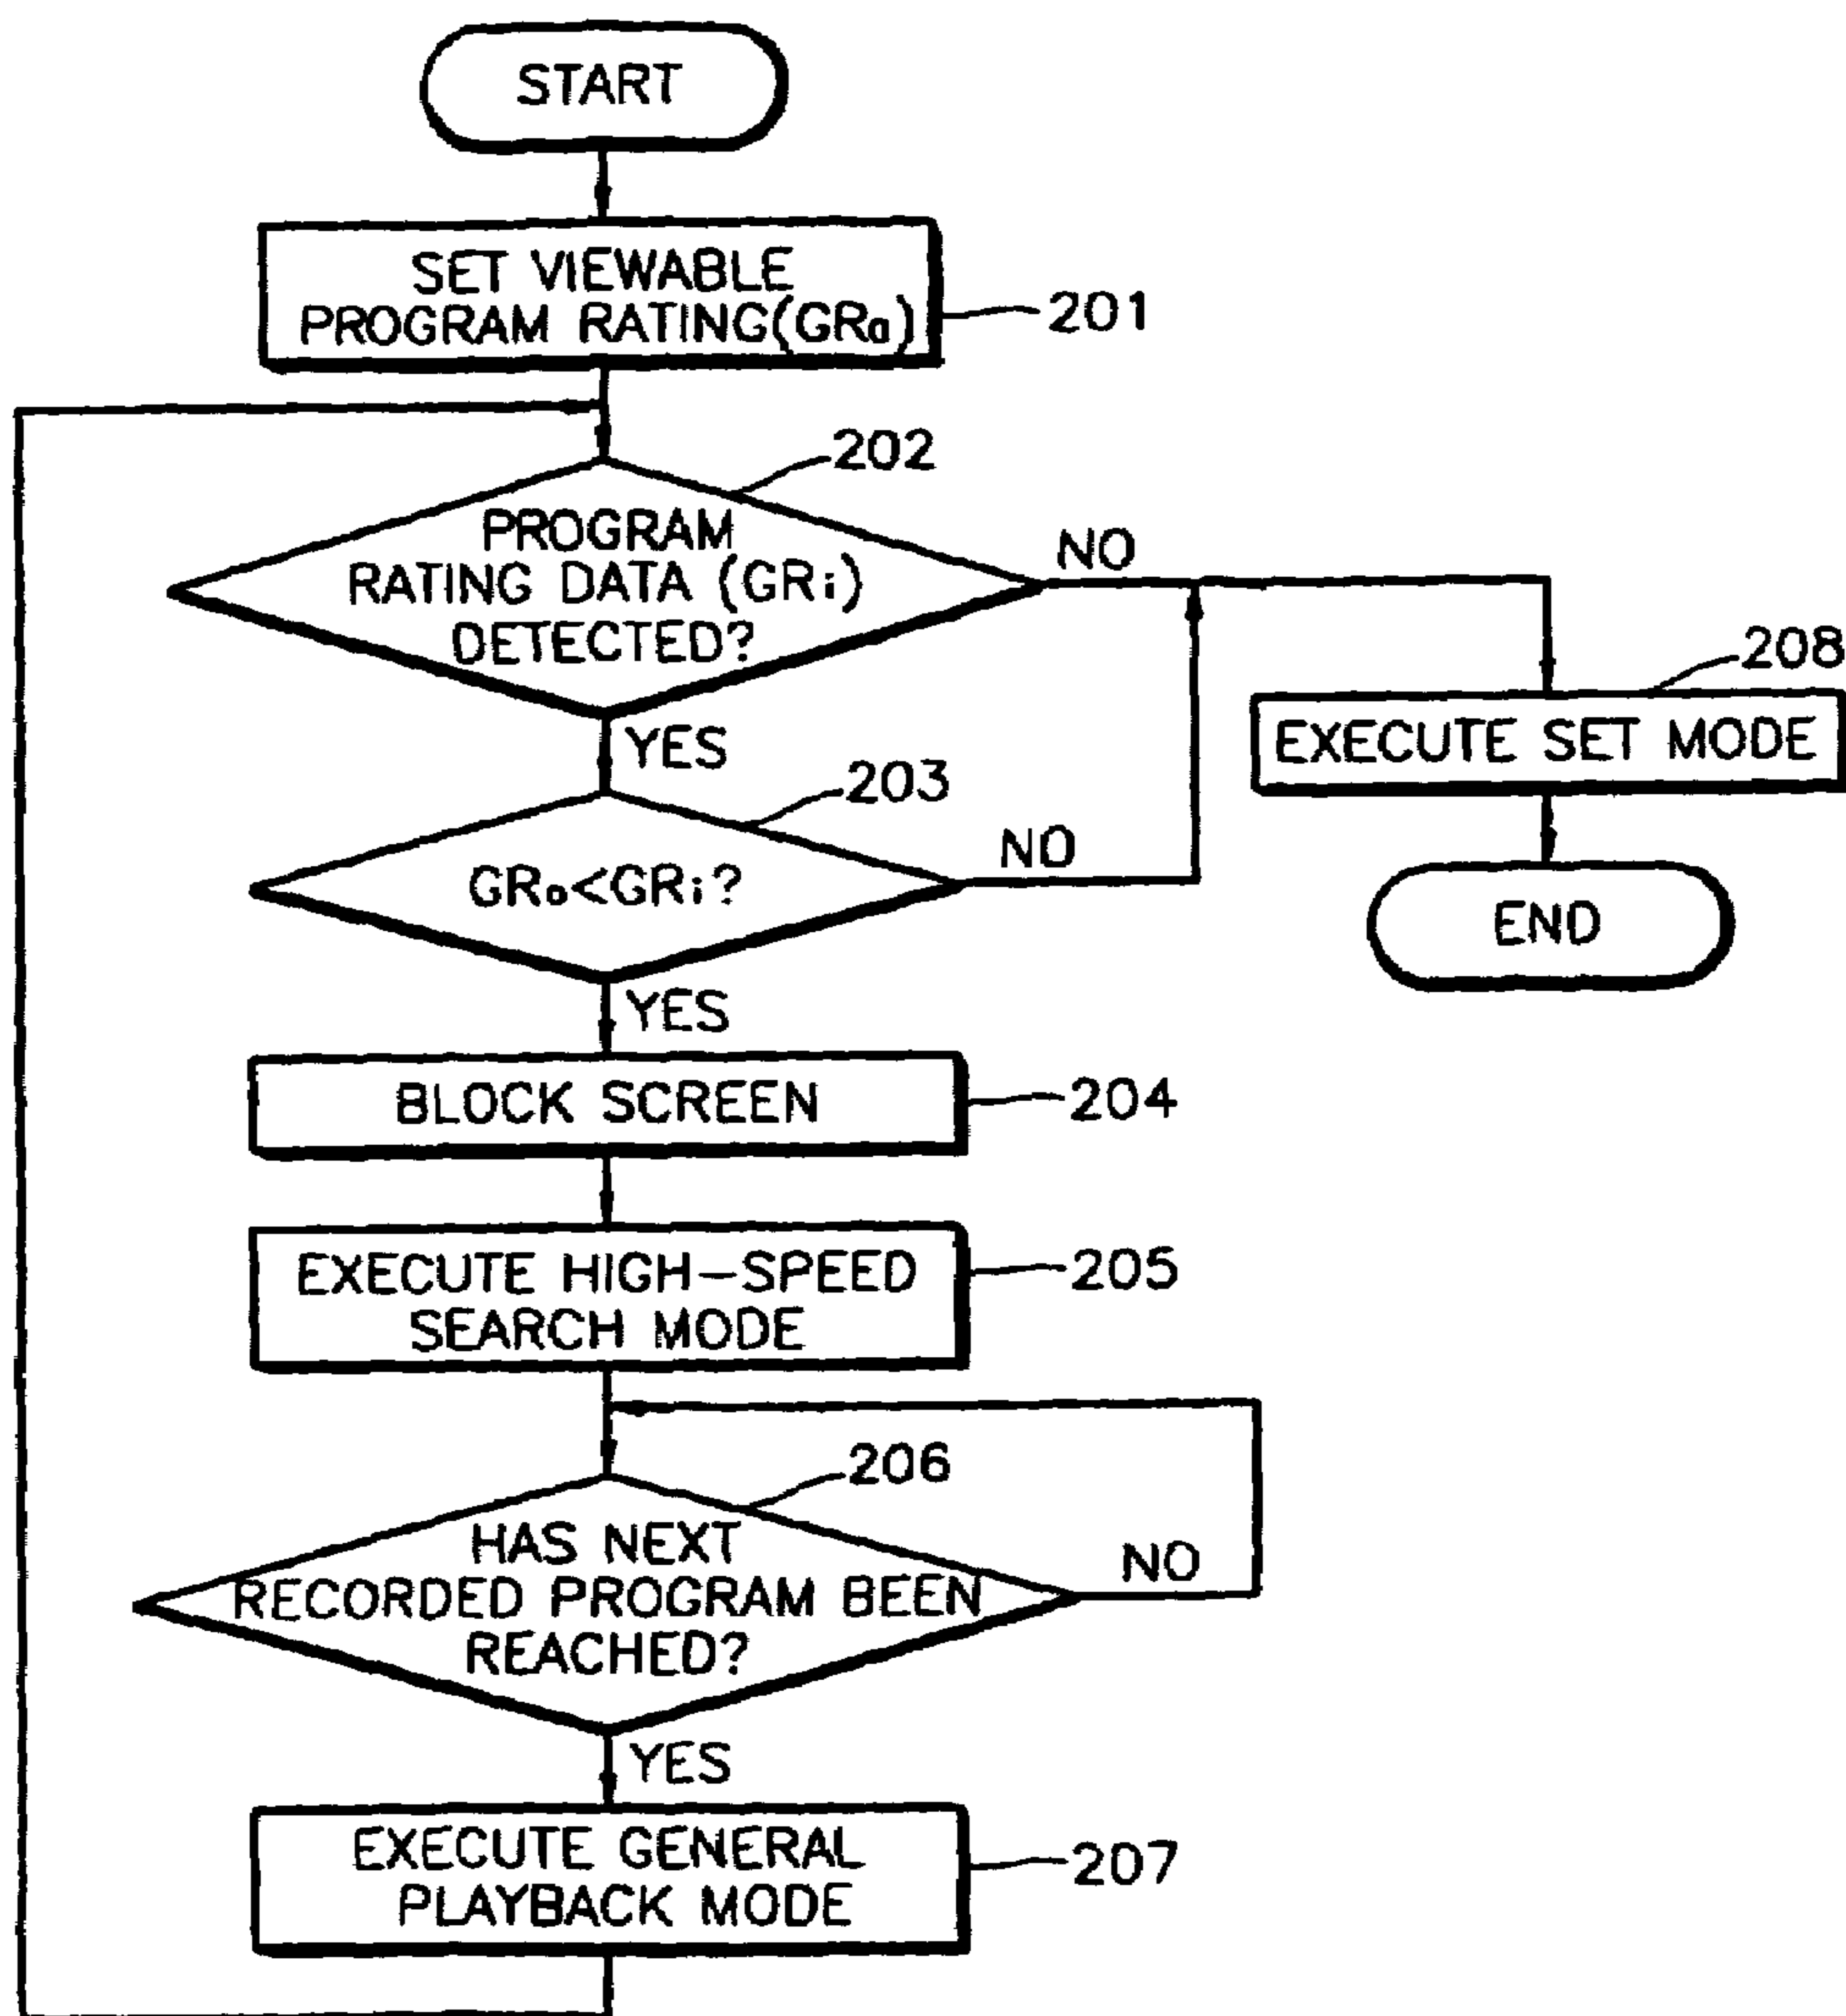 START
SET VIEWABLE
PROGRAM RATING(GRa)
201
202
PROGRAM
RATING DATA (GRi)
DETECTED?
NO
YES
208
EXECUTE SET MODE
203
GRo<GRi?
NO
END
YES
BLOCK SCREEN
204
EXECUTE HIGH-SPEED
SEARCH MODE
205
206
HAS NEXT
RECORDED PROGRAM BEEN
REACHED?
NO
YES
EXECUTE GENERAL
PLAYBACK MODE
207